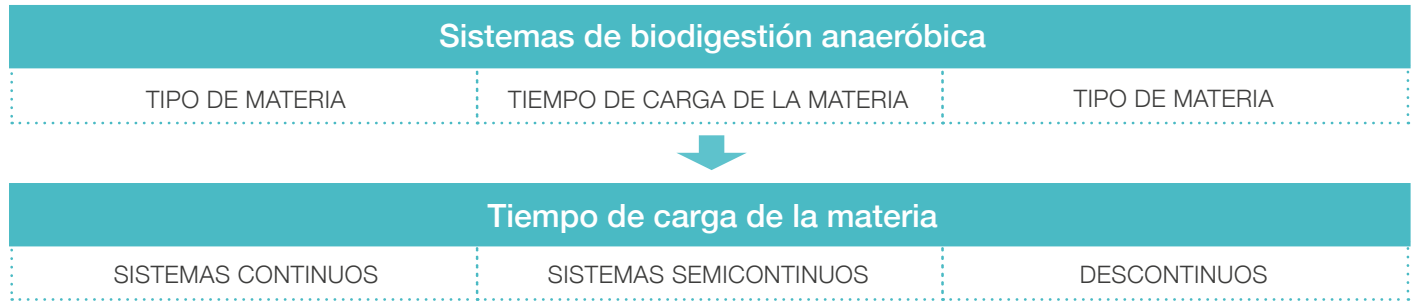 Sistemas de biodigestión anaeróbica
TIPO DE MATERIA
TIEMPO DE CARGA DE LA MATERIA
TIPO DE MATERIA
Tiempo de carga de la materia
SISTEMAS CONTINUOS
SISTEMAS SEMICONTINUOS
DESCONTINUOS